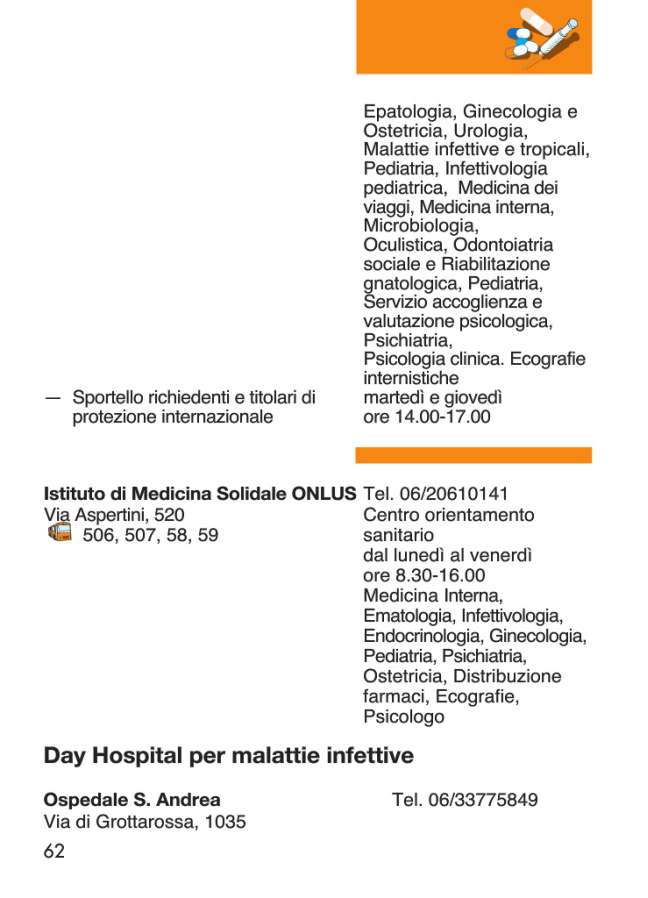 Epatologia, Ginecologia e
Ostetricia, Urologia,
Malattie infettive e tropicali,
Pediatria, Infettivologia
pediatrica, Medicina dei
viaggi, Medicina interna,
Microbiologia,
Oculistica, Odontoiatria
sociale e Riabilitazione
gnatologica, Pediatria,
Servizio accoglienza e
valutazione psicologica,
Psichiatria,
Psicologia clinica. Ecografie
internistiche
— Sportello richiedenti e titolari di martedì e giovedì
protezione internazionale ore 14.00-17.00
Istituto di Medicina Solidale ONLUS Tel. 06/20610141
Via Aspertini, 520 Centro orientamento
506, 507, 58, 59 sanitario
dal lunedì al venerdì
ore 8.30-16.00
Medicina Interna,
Ematologia, Infettivologia,
Endocrinologia, Ginecologia,
Pediatria, Psichiatria,
Ostetricia, Distribuzione
farmaci, Ecografie,
Psicologo
Day Hospital per malattie infettive
Ospedale S. Andrea Tel. 06/33775849
Via di Grottarossa, 1035
62